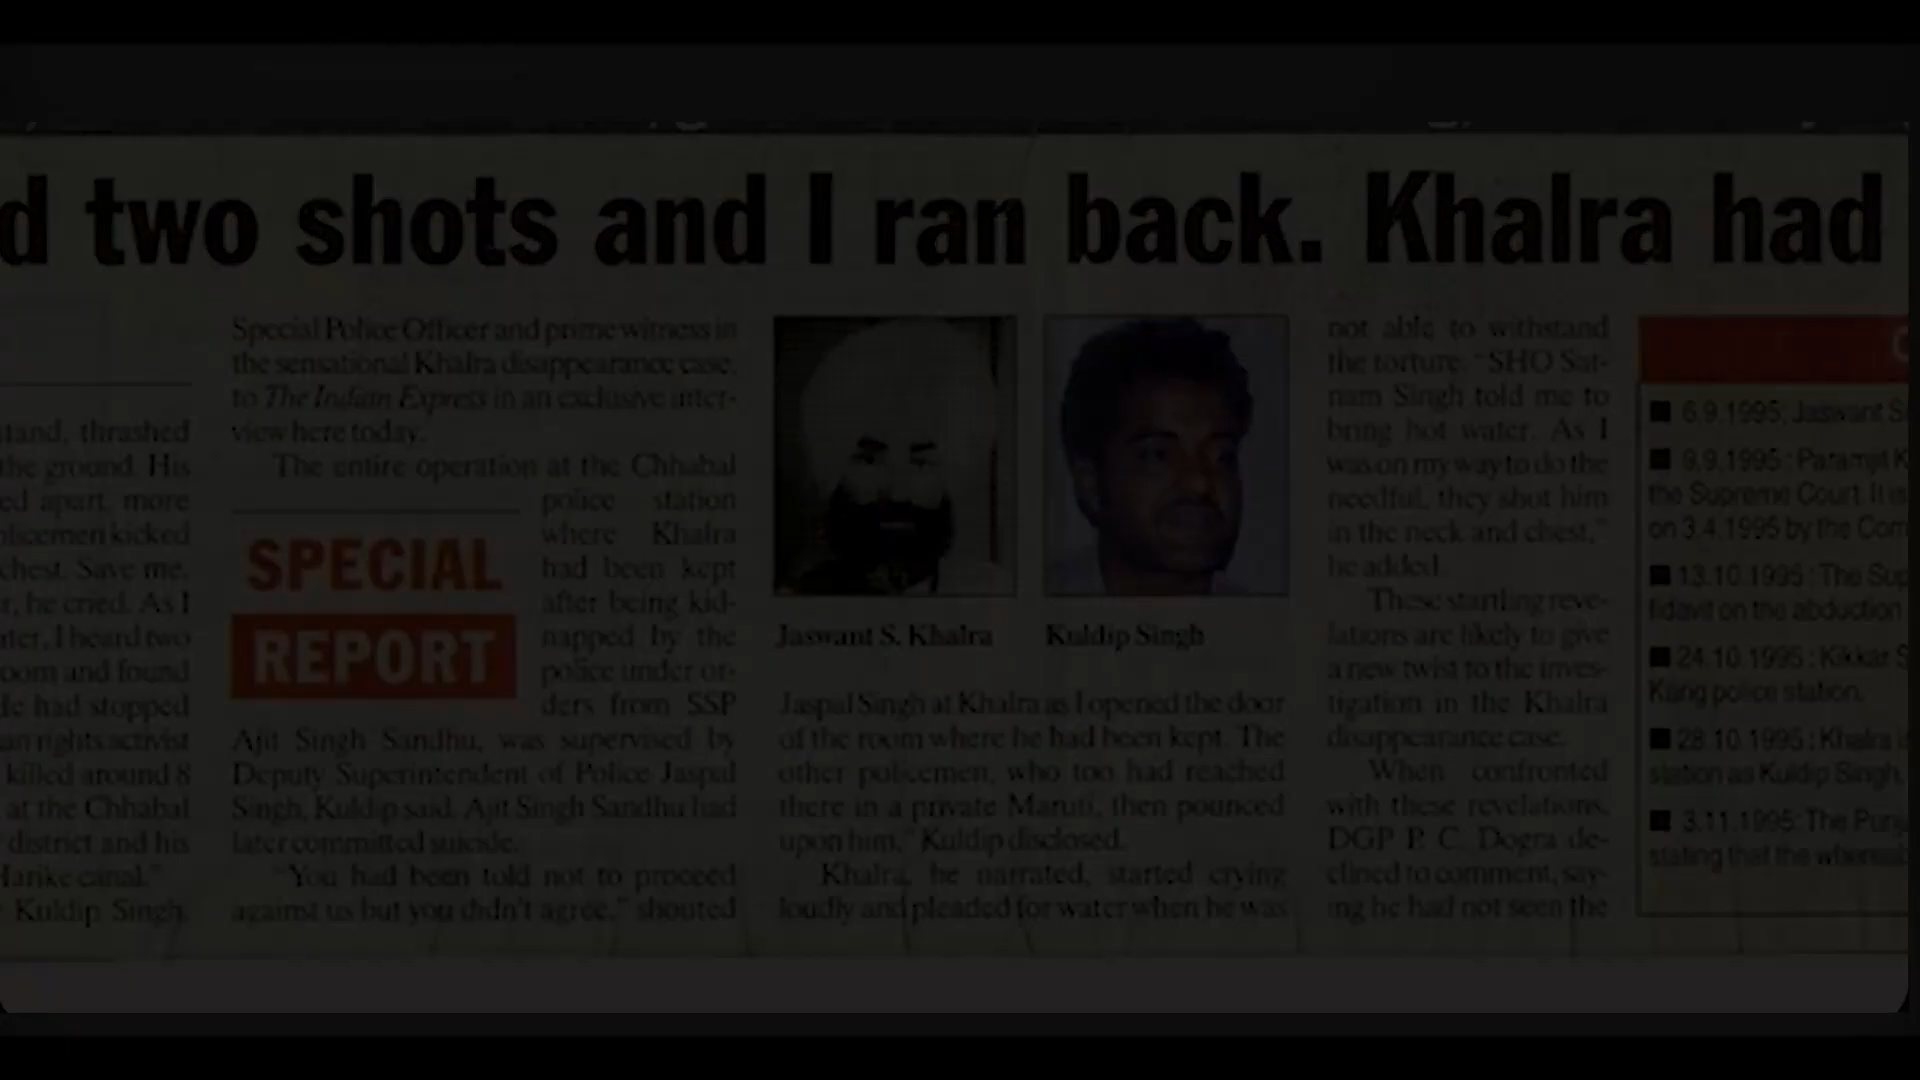 d two shots and I ran back. Khalra had
stand, thrashed
the ground. His
ed apart, more
olicemen kicked
chest. Save me,
r, he cried. As I
ater, I heard two
oom and found
He had stopped
an rights activist
killed around 8
at the Chhabal
district and his
Harike canal."
Kuldip Singh,
Special Police Officer and prime witness in
the sensational Khalra disappearance case,
to The Indian Express in an exclusive inter-
view here today.
The entire operation at the Chhabal
police station
where Khalra
had been kept
after being kid-
napped by the
police under or-
ders from SSP
SPECIAL
REPORT
Ajit Singh Sandhu, was supervised by
Deputy Superintendent of Police Jaspal
Singh, Kuldip said. Ajit Singh Sandhu had
later committed suicide.
"You had been told not to proceed
against us but you didn't agree," shouted
Jaswant S. Khalra
Kuldip Singh
Jaspal Singh at Khalra as I opened the door
of the room where he had been kept. The
other policemen, who too had reached
there in a private Maruti, then pounced
upon him," Kuldip disclosed.
Khalra, he narrated, started crying
loudly and pleaded for water when he was
not able to withstand
the torture. "SHO Sat-
nam Singh told me to
bring hot water. As I
was on my way to do the
needful, they shot him
in the neck and chest,"
he added.
These startling reve-
lations are likely to give
a new twist to the inves-
tigation in the Khalra
disappearance case.
When confronted
with these revelations,
DGP P. C. Dogra de-
clined to comment, say-
ing he had not seen the
■ 6.9.1995; Jaswant S
■ 9.9.1995 : Paramjit K
the Supreme Court. It is
on 3.4.1995 by the Com
■ 13.10.1995 : The Sup
fidavit on the abduction
■ 24.10.1995 : Kikkar S
Kang police station.
■ 28.10.1995 : Khalra i
station as Kuldip Singh,
■ 3.11.1995: The Punja
stating that the whereab